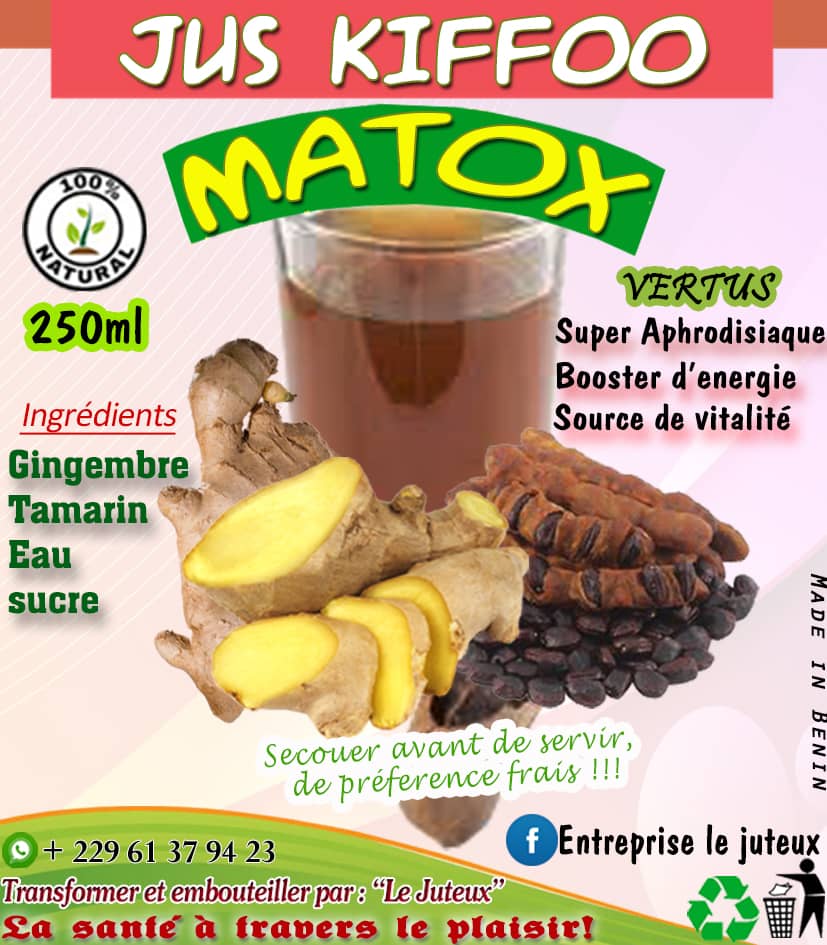 JUS KIFFOO
MATOX
100%
NATURAL
250ml
Ingrédients
Gingembre
Tamarin
Eau
sucre
VERTUS
Super Aphrodisiaque
Booster d'energie
Source de vitalité
MADE IN BENIN
Secouer avant de servir,
de préference frais !!!
+ 229 61 37 94 23
Entreprise le juteux
Transformer et embouteiller par : "Le Juteux"
La santé à travers le plaisir!